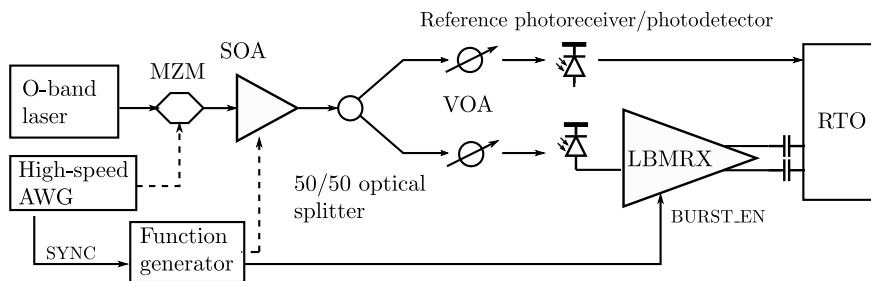 Reference photoreceiver/photodetector
SOA
MZM
O-band
laser
VOA
RTO
LBMRX
High-speed
AWG
50/50 optical
splitter
BURST_EN
Function
generator
SYNC